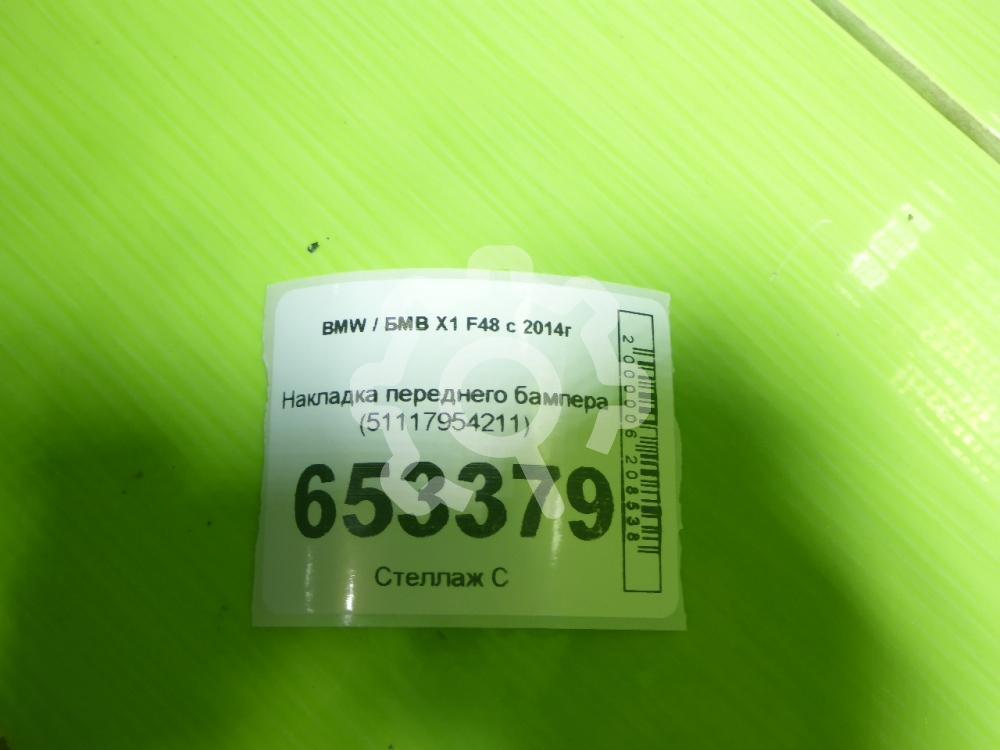 BMW / БМВ X1 F48 с 2014г
Накладка переднего бампера
(51117954211)
653379
Стеллаж С
2000006208538